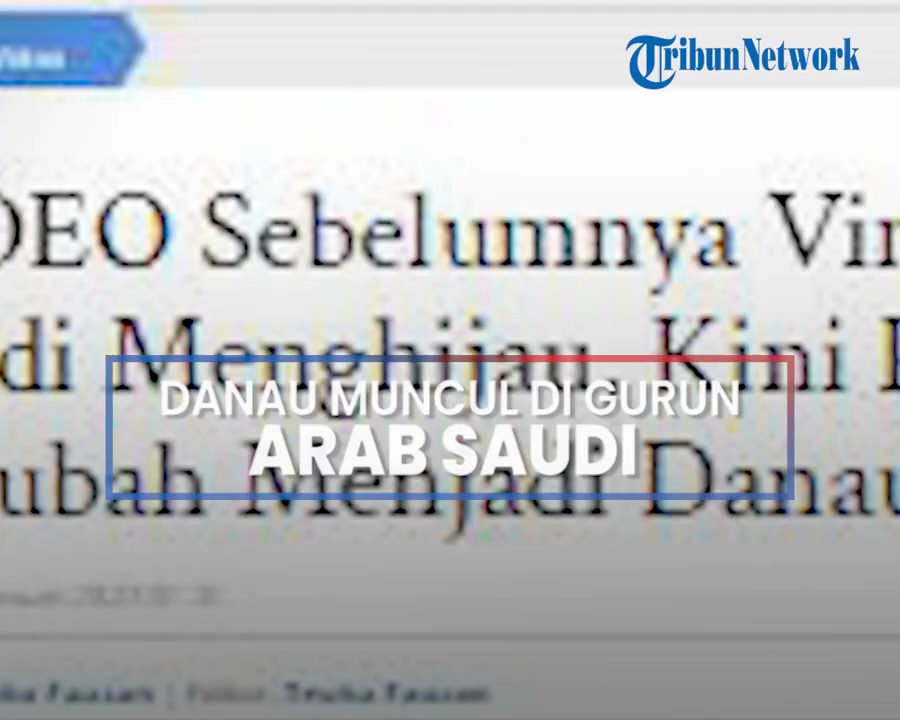 TribunNetwork
DEO Sebelumnya Vir
di Menghijau, Kini
DANAU MUNCUL DI GURUN
ARAB SAUDI
ubah Menjadi Danau